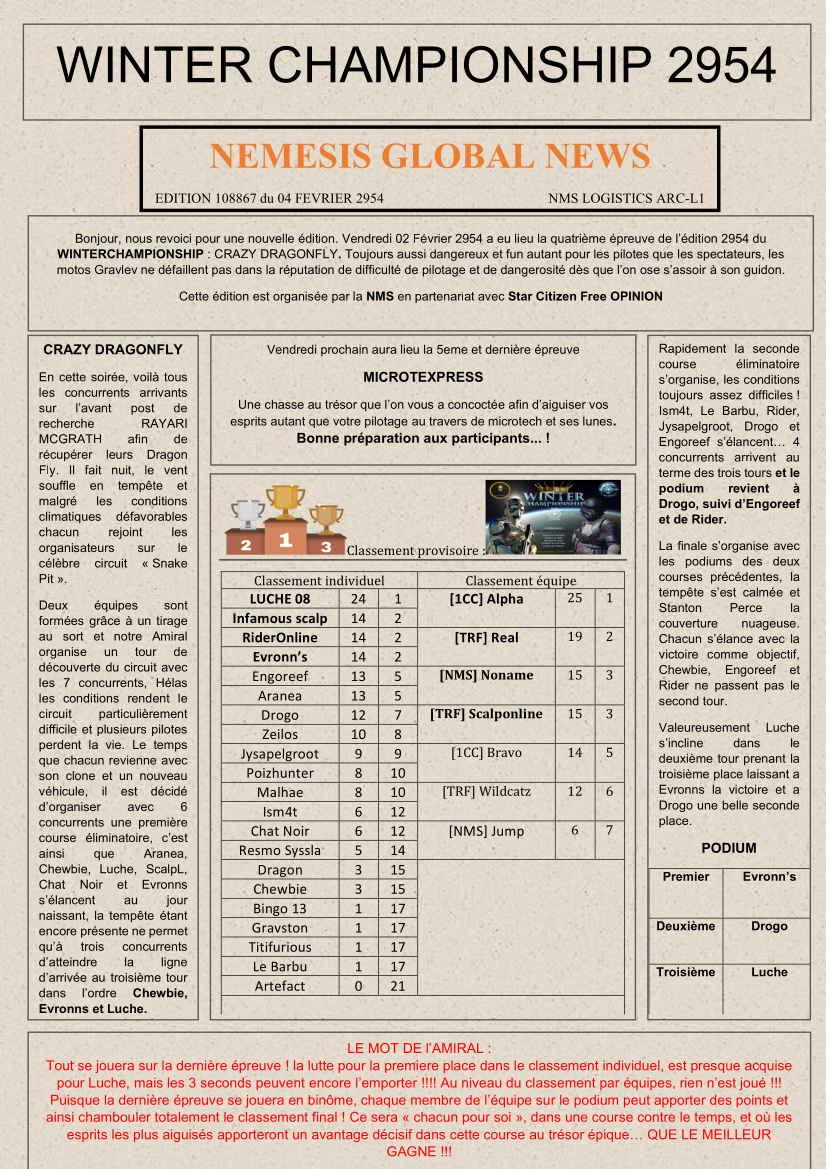 WINTER CHAMPIONSHIP 2954
NEMESIS GLOBAL NEWS
EDITION 108867 du 04 FEVRIER 2954 NMS LOGISTICS ARC-L1
Bonjour, nous revoici pour une nouvelle édition. Vendredi 02 Février 2954 a eu lieu la quatrième épreuve de l’édition 2954 du
WINTERCHAMPIONSHIP : CRAZY DRAGONFLY. Toujours aussi dangereux et fun autant pour les pilotes que les spectateurs, les
motos Gravlev ne défaillent pas dans la réputation de difficulté de pilotage et de dangerosité dès que l’on ose s’assoir à son guidon.
Cette édition est organisée par la NMS en partenariat avec Star Citizen Free OPINION
CRAZY DRAGONFLY
En cette soirée, voilà tous
les concurrents arrivants
sur l’avant post de
recherche RAYARI
MCGRATH afin de
récupérer leurs Dragon
Fly. Il fait nuit, le vent
souffle en tempête et
malgré les conditions
climatiques défavorables
chacun rejoint les
organisateurs sur le
célèbre circuit « Snake
Pit ».
Deux équipes sont
formées grâce à un tirage
au sort et notre Amiral
organise un tour de
découverte du circuit avec
les 7 concurrents, Hélas
les conditions rendent le
circuit particulièrement
difficile et plusieurs pilotes
perdent la vie. Le temps
que chacun revienne avec
son clone et un nouveau
véhicule, il est décidé
d’organiser avec 6
concurrents une première
course éliminatoire, c’est
ainsi que Aranea,
Chewbie, Luche, ScalpL,
Chat Noir et Evronns
s’élancent au jour
naissant, la tempête étant
encore présente ne permet
qu’à trois concurrents
d’atteindre la ligne
d’arrivée au troisième tour
dans l’ordre Chewbie,
Evronns et Luche.
Vendredi prochain aura lieu la 5eme et dernière épreuve
MICROTEXPRESS
Une chasse au trésor que l’on vous a concoctée afin d’aiguiser vos
esprits autant que votre pilotage au travers de microtech et ses lunes.
Bonne préparation aux participants... !
2 1 3
WINTER
CHAMPIONSHIP
Classement provisoire :
Classement individuel Classement équipe
LUCHE 08 24 1 [1CC] Alpha 25 1
Infamous scalp 14 2
RiderOnline 14 2 [TRF] Real 19 2
Evronn’s 14 2
Engoreef 13 5 [NMS] Noname 15 3
Aranea 13 5
Drogo 12 7 [TRF] Scalponline 15 3
Zeilos 10 8
Jysapelgroot 9 9 [1CC] Bravo 14 5
Poizhunter 8 10
Malhae 8 10 [TRF] Wildcatz 12 6
Ism4t 6 12
Chat Noir 6 12 [NMS] Jump 6 7
Resmo Syssla 5 14
Dragon 3 15
Chewbie 3 15
Bingo 13 1 17
Gravston 1 17
Titifurious 1 17
Le Barbu 1 17
Artefact 0 21
Rapidement la seconde
course éliminatoire
s’organise, les conditions
toujours assez difficiles !
Ism4t, Le Barbu, Rider,
Jysapelgroot, Drogo et
Engoreef s’élancent… 4
concurrents arrivent au
terme des trois tours et le
podium revient à
Drogo, suivi d’Engoreef
et de Rider.
La finale s’organise avec
les podiums des deux
courses précédentes, la
tempête s’est calmée et
Stanton Perce la
couverture nuageuse.
Chacun s’élance avec la
victoire comme objectif,
Chewbie, Engoreef et
Rider ne passent pas le
second tour.
Valeureusement Luche
s’incline dans le
deuxième tour prenant la
troisième place laissant a
Evronns la victoire et a
Drogo une belle seconde
place.
PODIUM
Premier Evronn’s
Deuxième Drogo
Troisième Luche
LE MOT DE l’AMIRAL :
Tout se jouera sur la dernière épreuve ! la lutte pour la premiere place dans le classement individuel, est presque acquise
pour Luche, mais les 3 seconds peuvent encore l’emporter !!!! Au niveau du classement par équipes, rien n’est joué !!!
Puisque la dernière épreuve se jouera en binôme, chaque membre de l’équipe sur le podium peut apporter des points et
ainsi chambouler totalement le classement final ! Ce sera « chacun pour soi », dans une course contre le temps, et où les
esprits les plus aiguisés apporteront un avantage décisif dans cette course au trésor épique… QUE LE MEILLEUR
GAGNE !!!